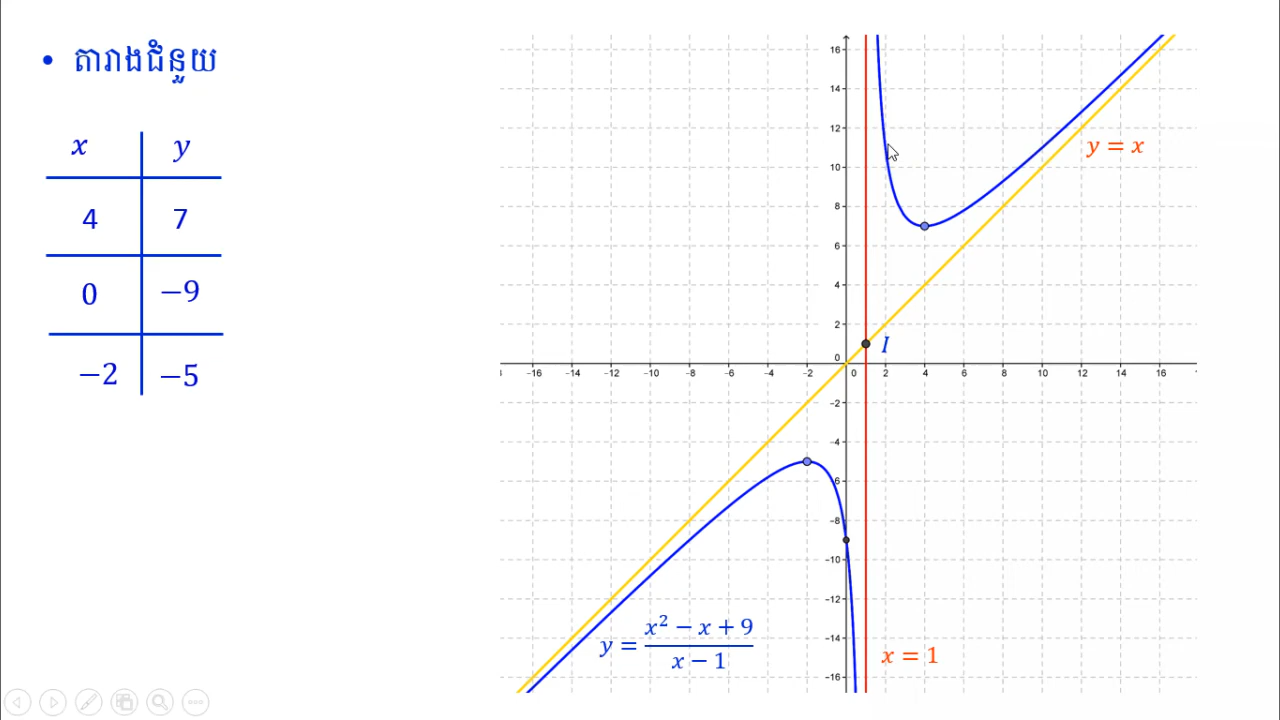 • តារាងជំនួយ
x y
4 7
0 −9
−2 −5
y = x
I
y = (x² − x + 9)/(x − 1)
x = 1
16
14
12
10
8
6
4
2
0
−16 −14 −12 −10 −8 −6 −4 −2 0 2 4 6 8 10 12 14 16
−2
−4
−6
−8
−10
−12
−14
−16